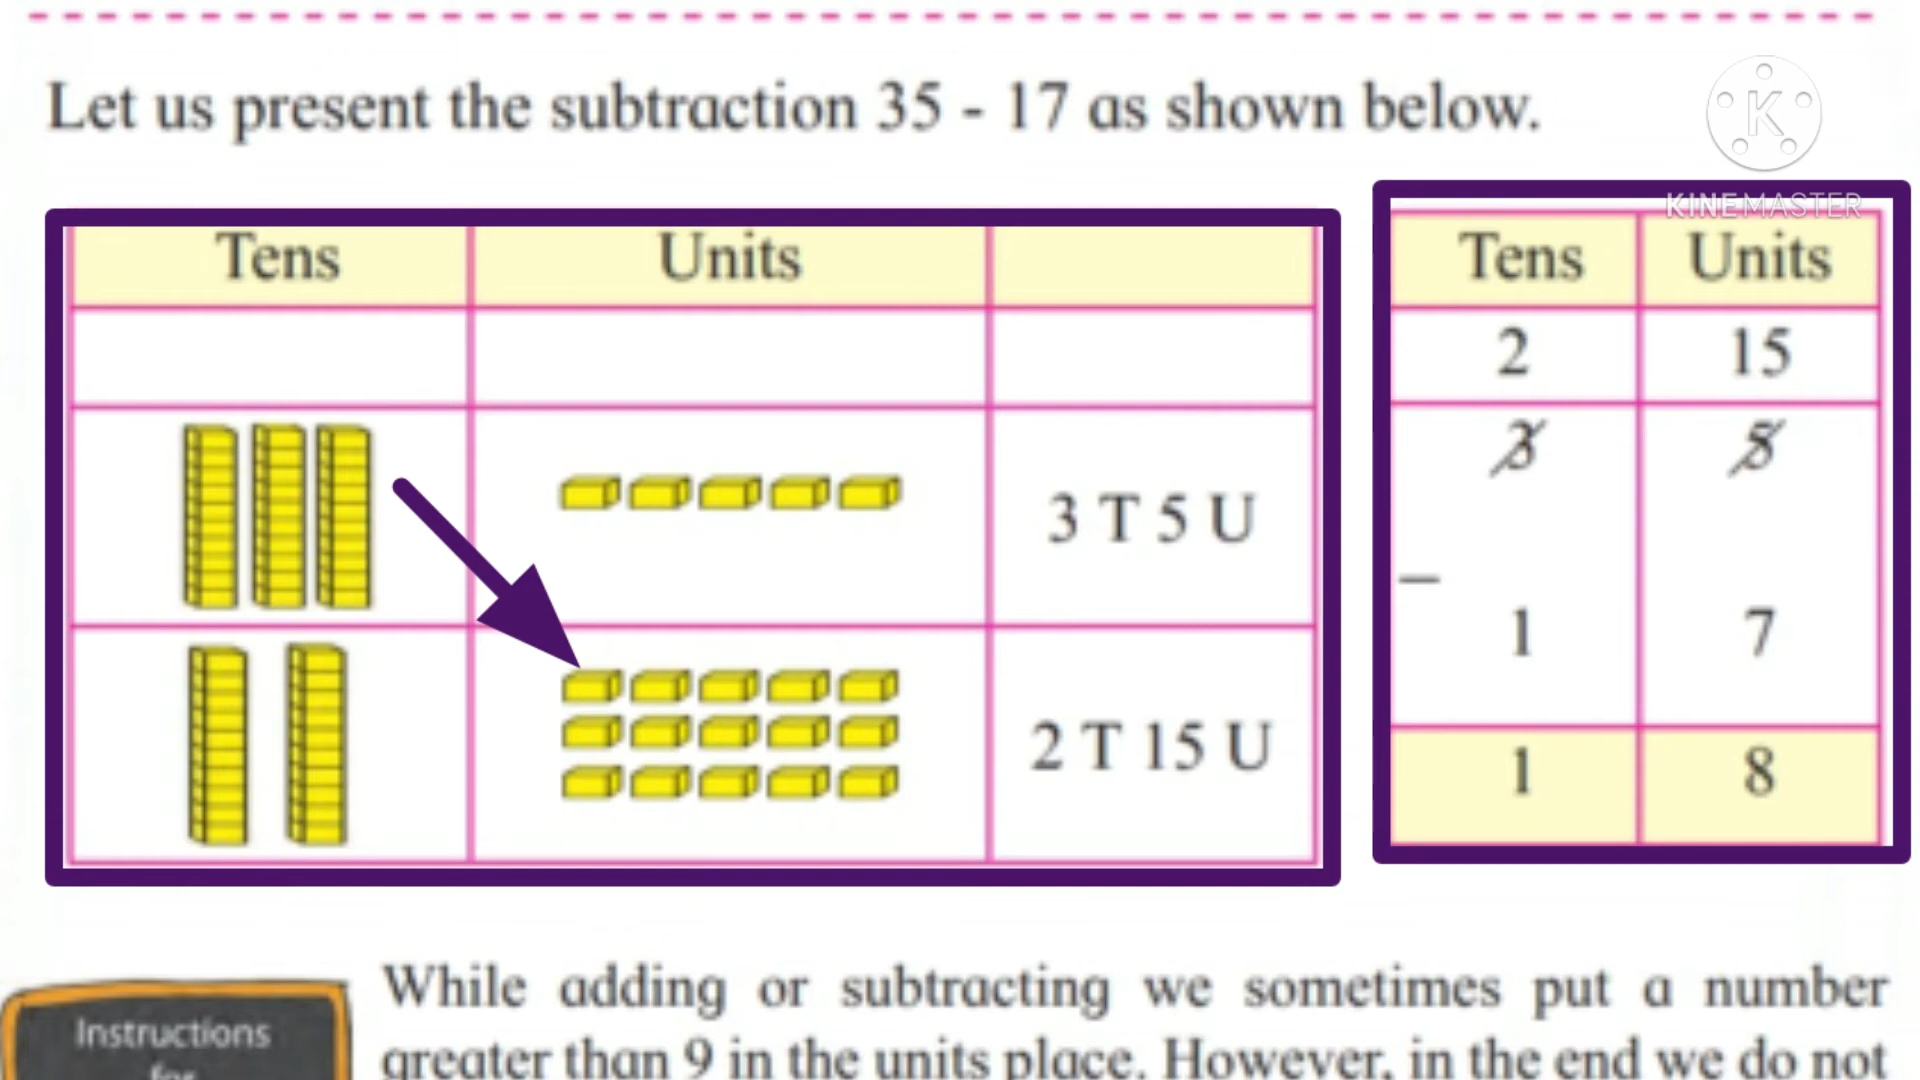 Let us present the subtraction 35 - 17 as shown below.
K
KINEMASTER
Tens Units
3 T 5 U
2 T 15 U
Tens Units
2 15
3 5
–
1 7
1 8
While adding or subtracting we sometimes put a number
greater than 9 in the units place. However, in the end we do not
Instructions
for